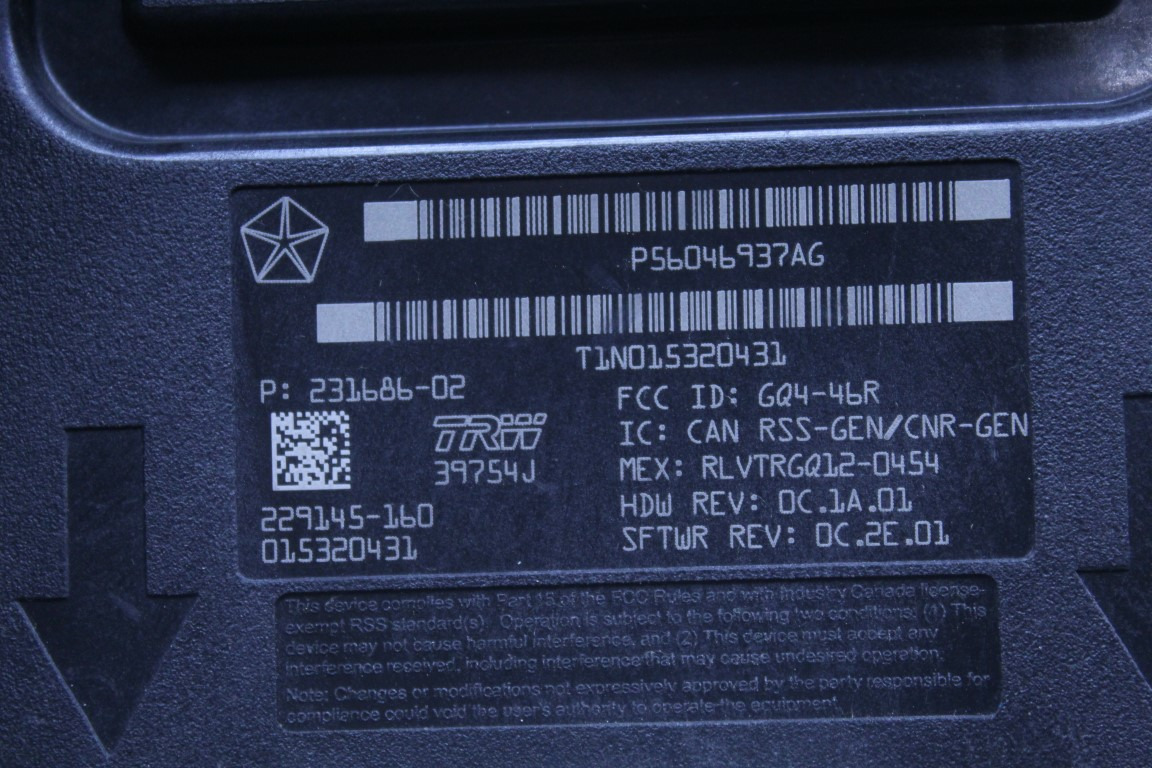 P56046937AG
T1N015320431
P: 231686-02
TRW
39754J
229145-160
015320431
FCC ID: GQ4-46R
IC: CAN RSS-GEN/CNR-GEN
MEX: RLVTRGQ12-0454
HDW REV: 0C.1A.01
SFTWR REV: 0C.2E.01
This device complies with Part 15 of the FCC Rules and with Industry Canada license-
exempt RSS standard(s). Operation is subject to the following two conditions: (1) This
device may not cause harmful interference, and (2) This device must accept any
interference received, including interference that may cause undesired operation.
Note: Changes or modifications not expressively approved by the party responsible for
compliance could void the user's authority to operate the equipment.